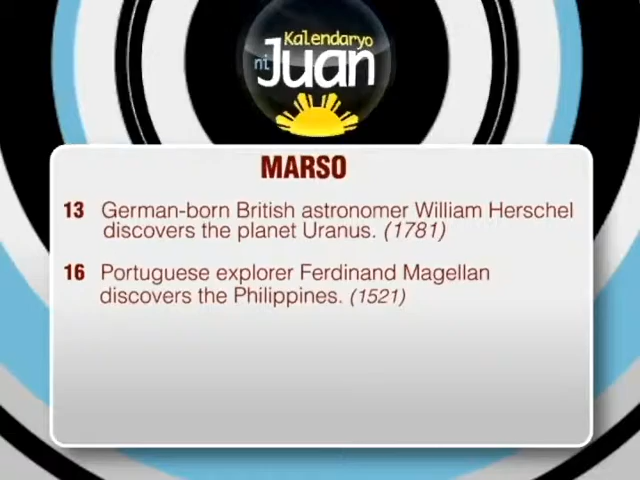 Kalendaryo
ni Juan
MARSO
13 German-born British astronomer William Herschel
discovers the planet Uranus. (1781)
16 Portuguese explorer Ferdinand Magellan
discovers the Philippines. (1521)